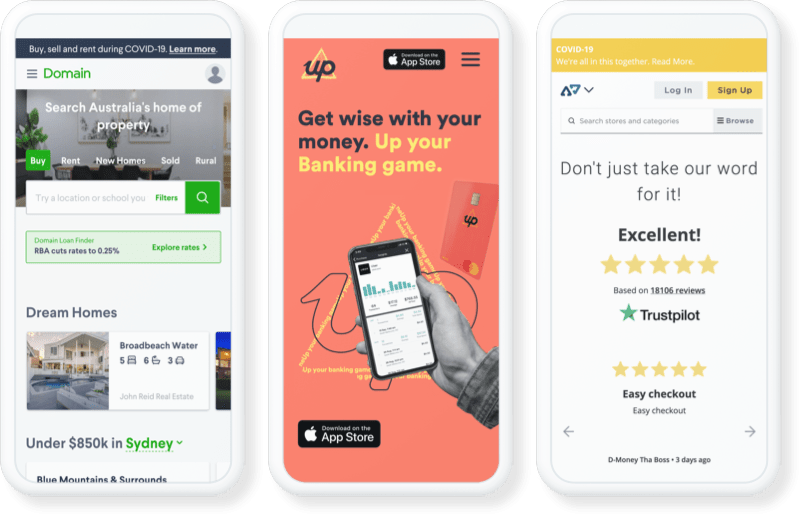 Buy, sell and rent during COVID-19. Learn more.
Domain
Search Australia's home of
property
Buy Rent New Homes Sold Rural
Try a location or school you Filters
Domain Loan Finder
RBA cuts rates to 0.25% Explore rates >
Dream Homes
Broadbeach Water
5 6 3
John Reid Real Estate
Under $850k in Sydney
Blue Mountains & Surrounds
up
Download on the
App Store
Get wise with your
money. Up your
Banking game.
up
Up your banking game
Download on the
App Store
COVID-19
We're all in this together. Read More.
Log In Sign Up
Search stores and categories Browse
Don't just take our word
for it!
Excellent!
Based on 18106 reviews
Trustpilot
Easy checkout
Easy checkout
D-Money Tha Boss • 3 days ago